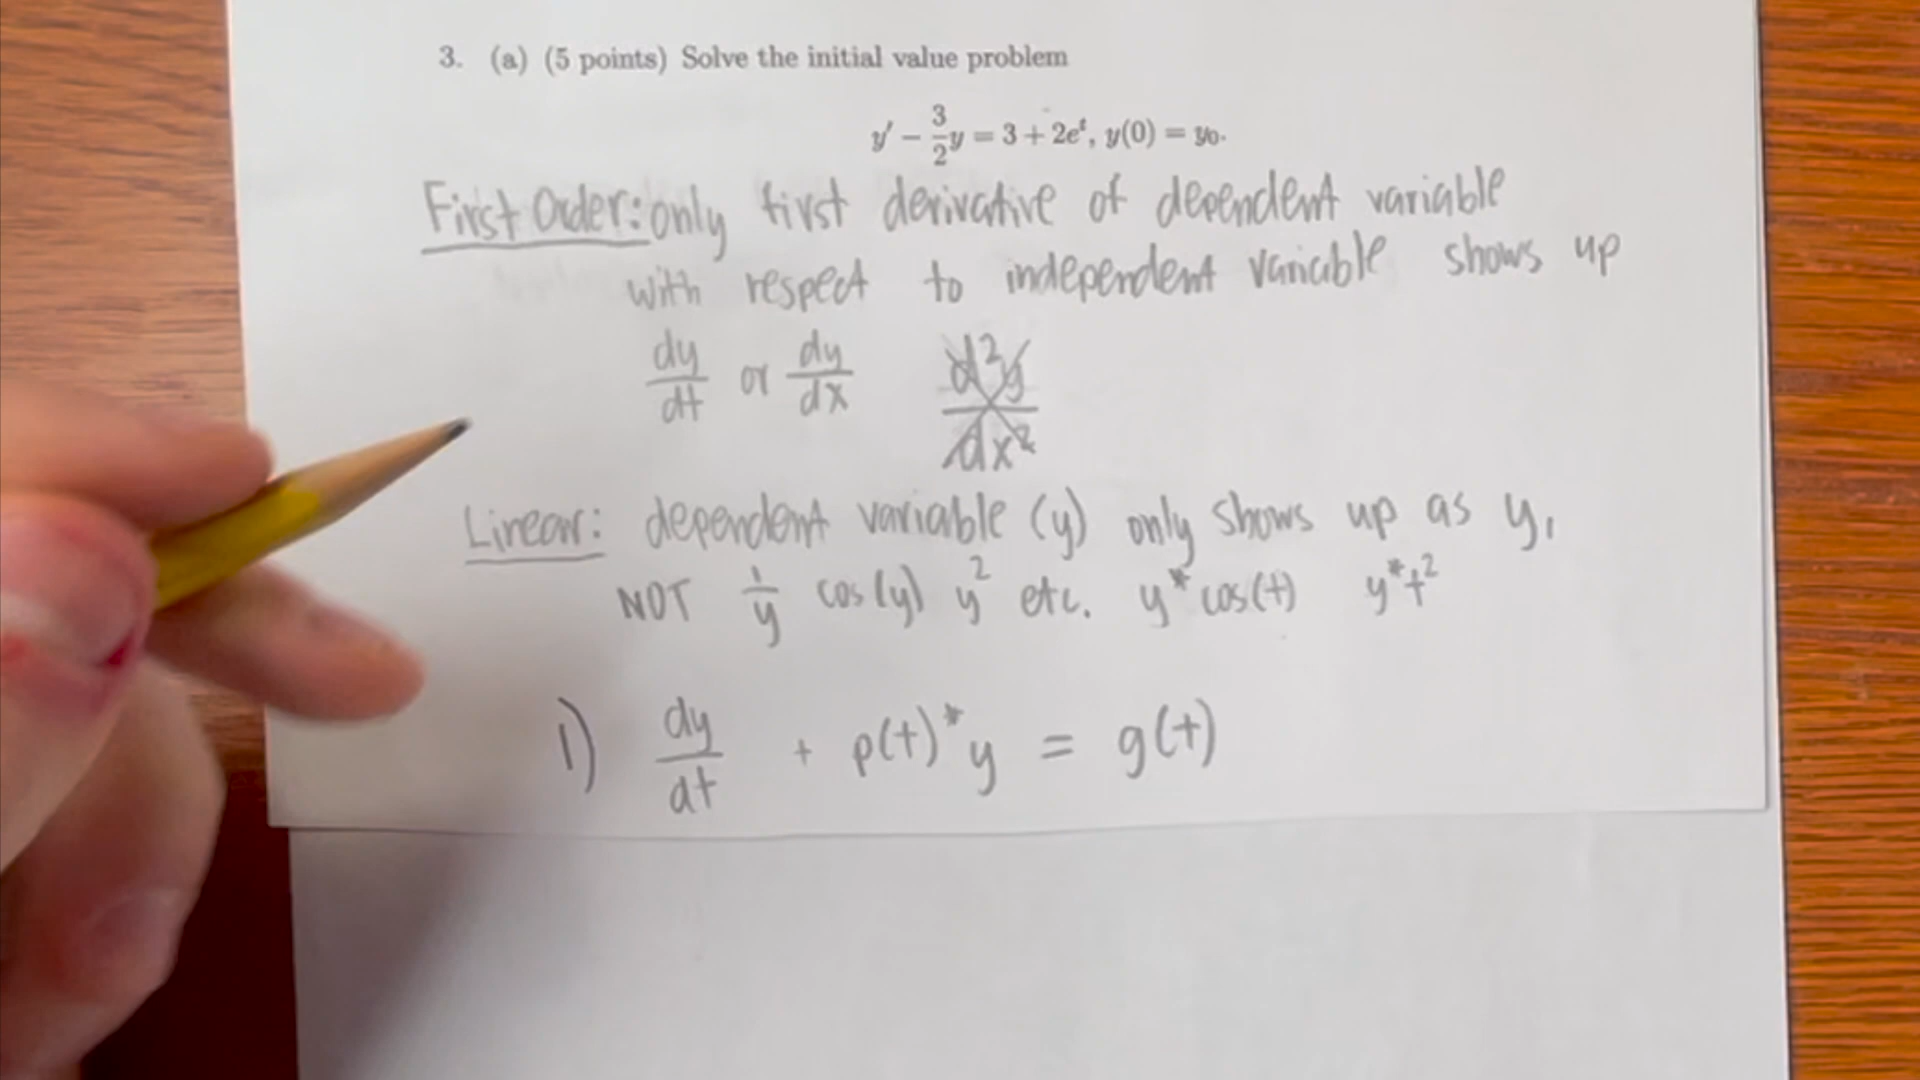 3. (a) (5 points) Solve the initial value problem
y′ − 3/2 y = 3 + 2e^t, y(0) = y₀.
First Order: only first derivative of dependent variable
with respect to independent variable shows up
dy/dt or dy/dx d²y/dx²
Linear: dependent variable (y) only shows up as y,
NOT 1/y cos(y) y² etc. y*cos(t) y*t²
1) dy/dt + p(t)*y = g(t)